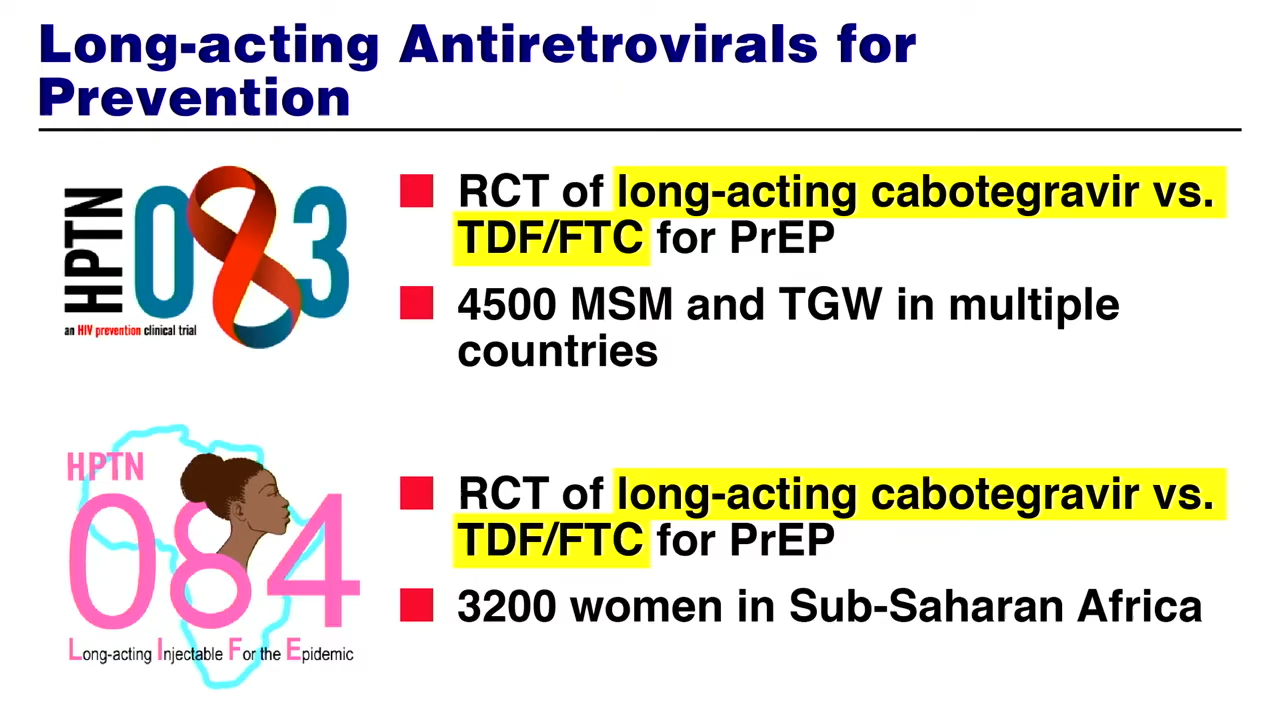 Long-acting Antiretrovirals for
Prevention
HPTN
083
an HIV prevention clinical trial
RCT of long-acting cabotegravir vs.
TDF/FTC for PrEP
4500 MSM and TGW in multiple
countries
HPTN
084
Long-acting Injectable For the Epidemic
RCT of long-acting cabotegravir vs.
TDF/FTC for PrEP
3200 women in Sub-Saharan Africa